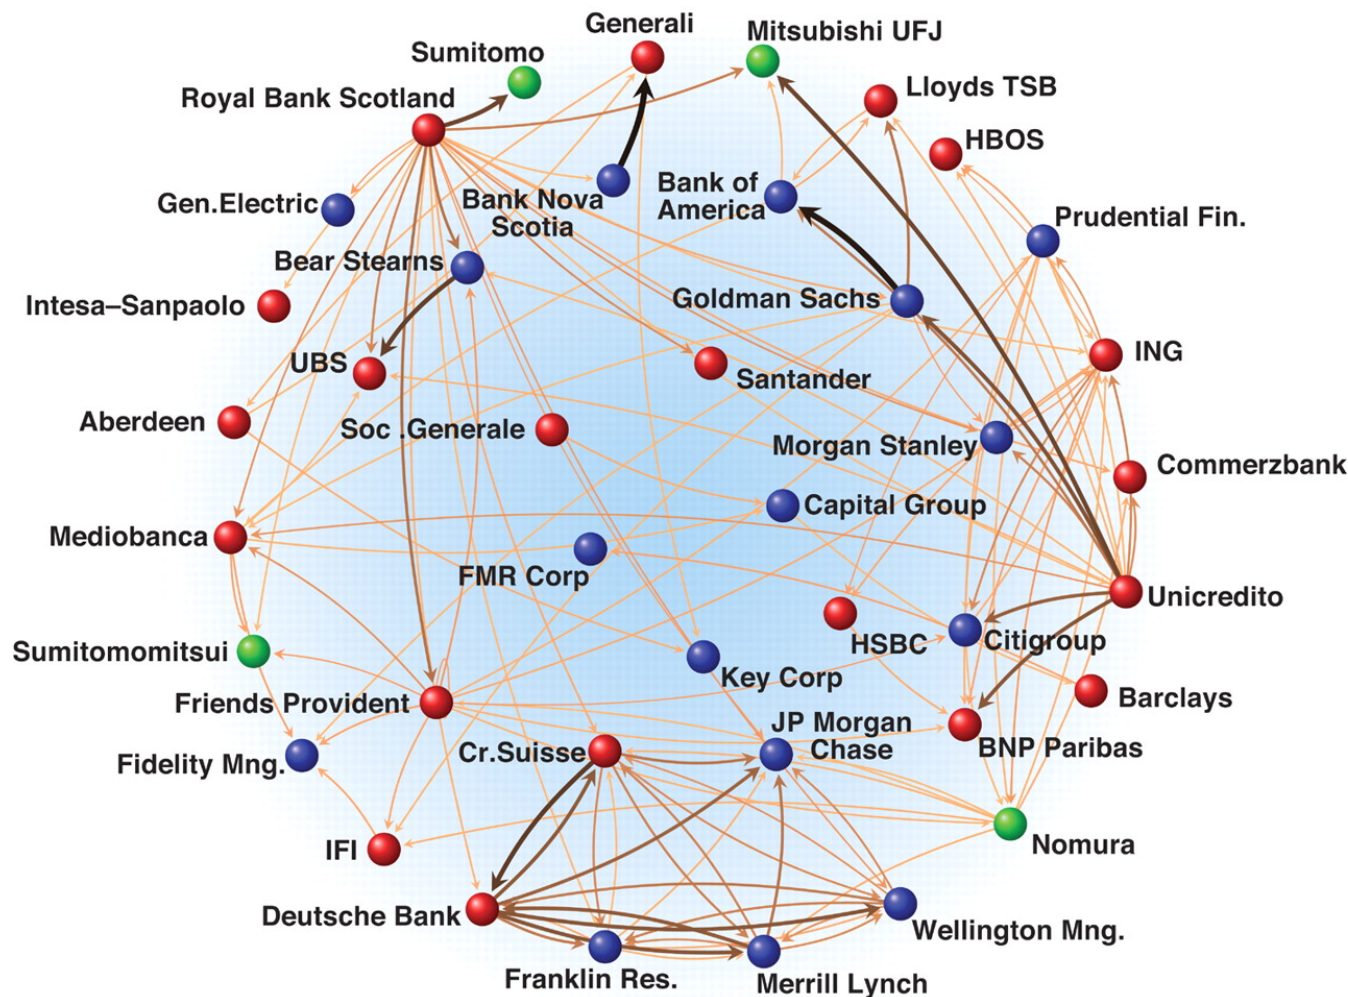 Generali
Mitsubishi UFJ
Sumitomo
Lloyds TSB
Royal Bank Scotland
HBOS
Gen.Electric
Bank Nova
Scotia
Bank of
America
Prudential Fin.
Bear Stearns
Intesa–Sanpaolo
Goldman Sachs
ING
UBS
Santander
Aberdeen
Soc .Generale
Morgan Stanley
Commerzbank
Capital Group
Mediobanca
FMR Corp
Unicredito
HSBC
Citigroup
Sumitomomitsui
Key Corp
Barclays
Friends Provident
JP Morgan
Chase
BNP Paribas
Cr.Suisse
Fidelity Mng.
IFI
Nomura
Deutsche Bank
Wellington Mng.
Franklin Res.
Merrill Lynch